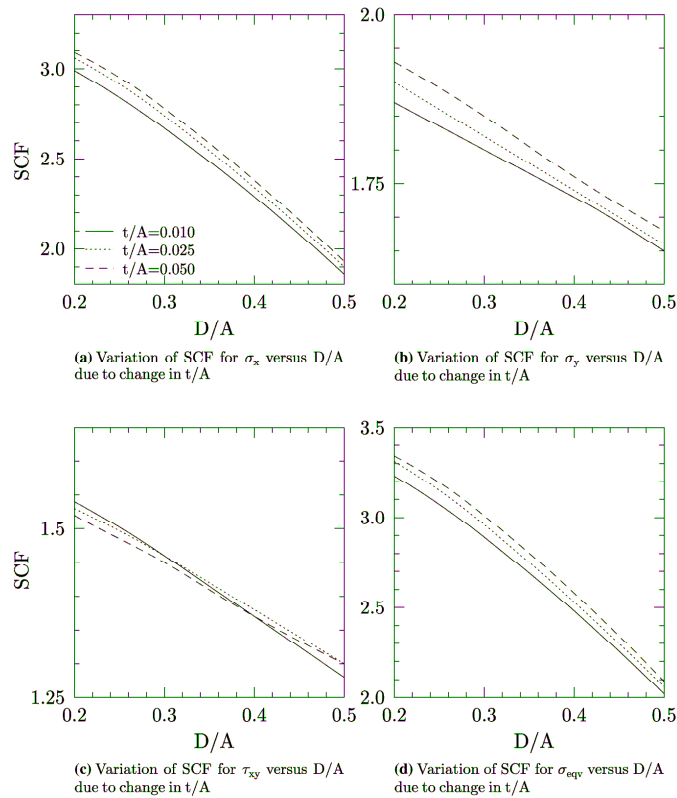 3.0
2.5
2.0
SCF
t/A=0.010
t/A=0.025
t/A=0.050
0.2 0.3 0.4 0.5
D/A
(a) Variation of SCF for σx versus D/A
due to change in t/A
2.0
1.75
0.2 0.3 0.4 0.5
D/A
(b) Variation of SCF for σy versus D/A
due to change in t/A
1.5
1.25
SCF
0.2 0.3 0.4 0.5
D/A
(c) Variation of SCF for τxy versus D/A
due to change in t/A
3.5
3.0
2.5
2.0
0.2 0.3 0.4 0.5
D/A
(d) Variation of SCF for σeqv versus D/A
due to change in t/A